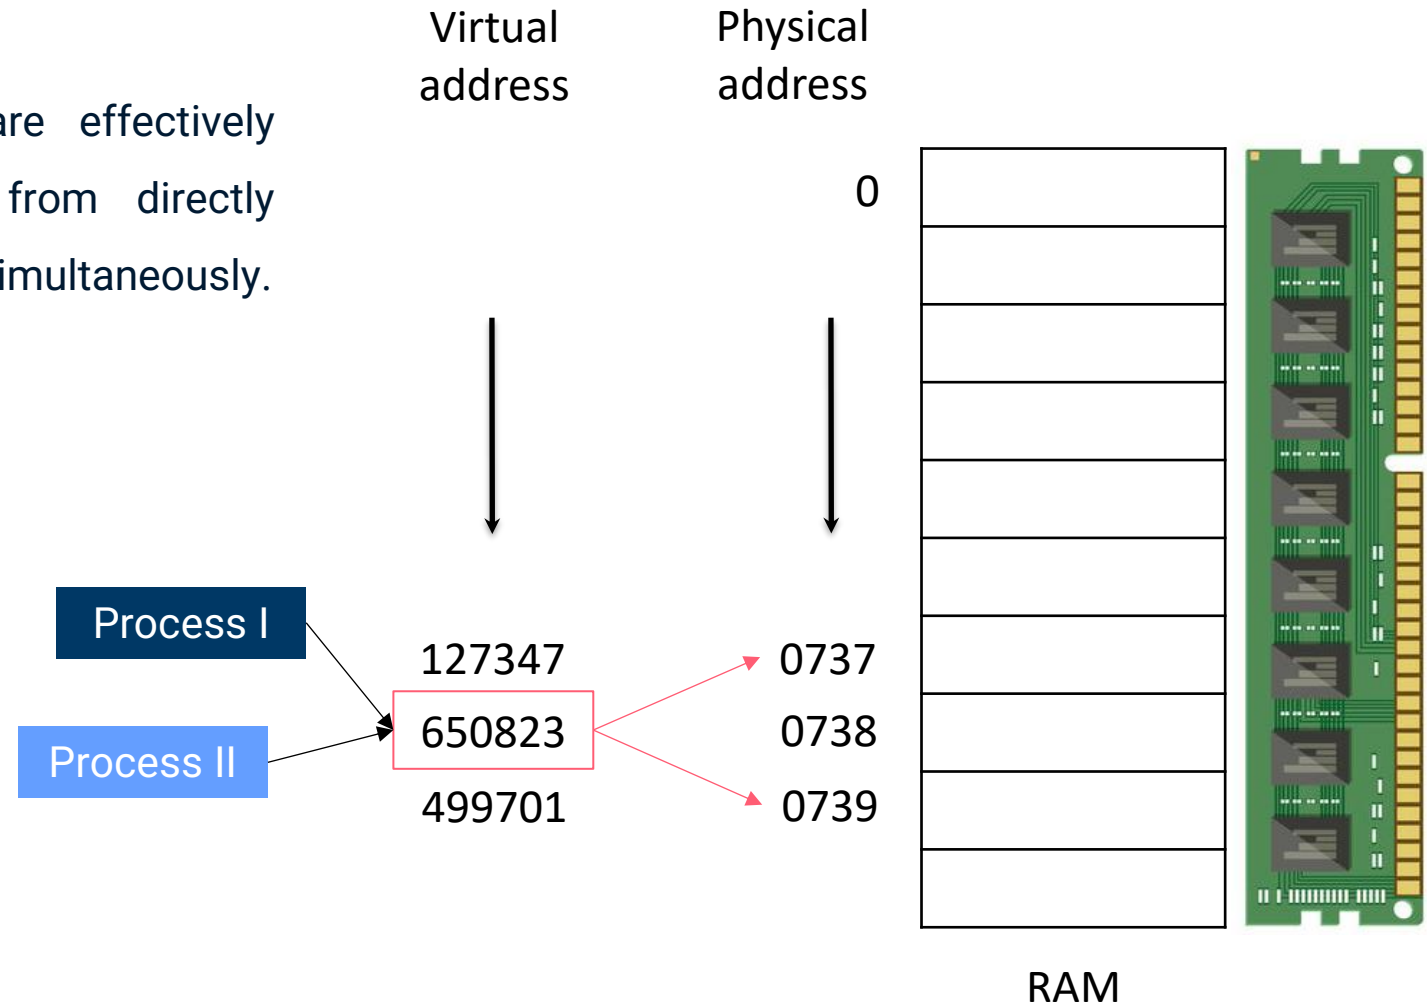 Virtual address
Physical address
are effectively
from directly
simultaneously.
0
Process I
Process II
127347
650823
499701
0737
0738
0739
RAM